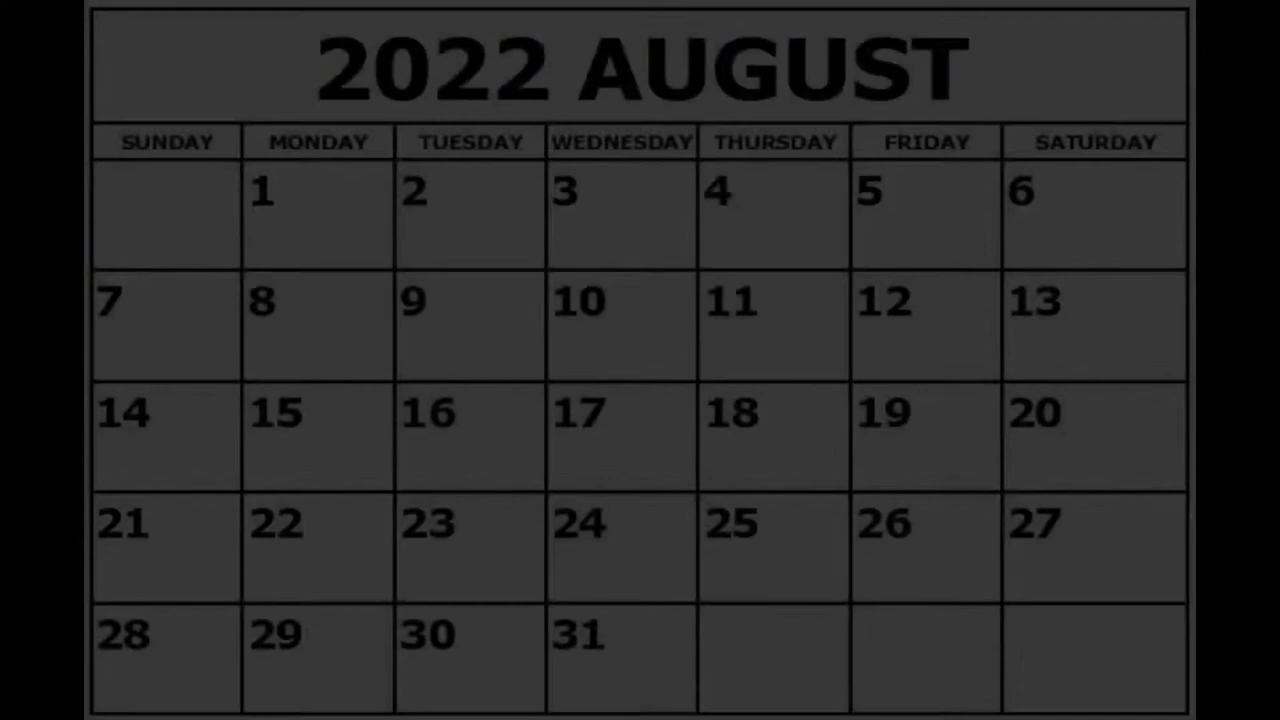 2022 AUGUST
SUNDAY MONDAY TUESDAY WEDNESDAY THURSDAY FRIDAY SATURDAY
1 2 3 4 5 6
7 8 9 10 11 12 13
14 15 16 17 18 19 20
21 22 23 24 25 26 27
28 29 30 31